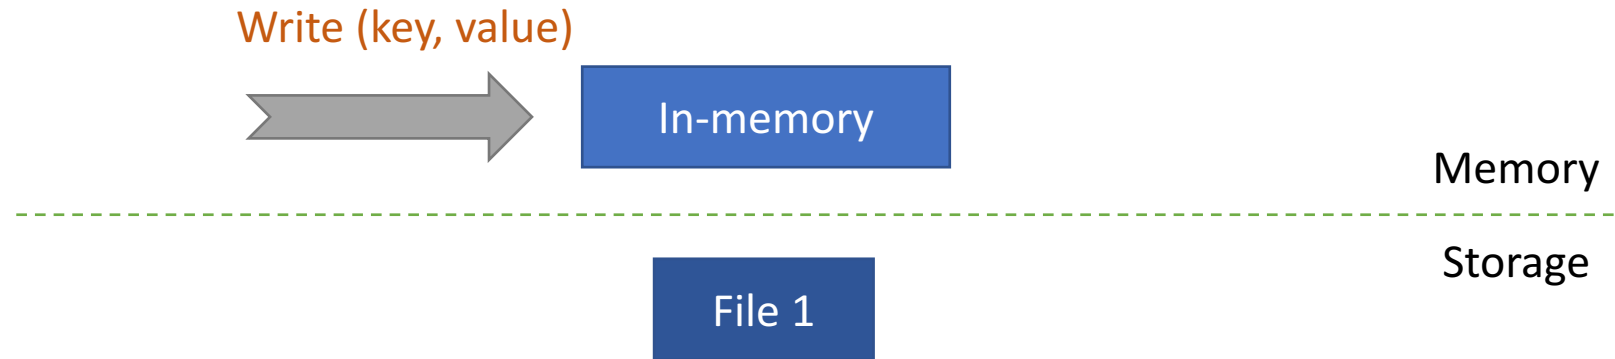 Write (key, value)
In-memory
Memory
Storage
File 1